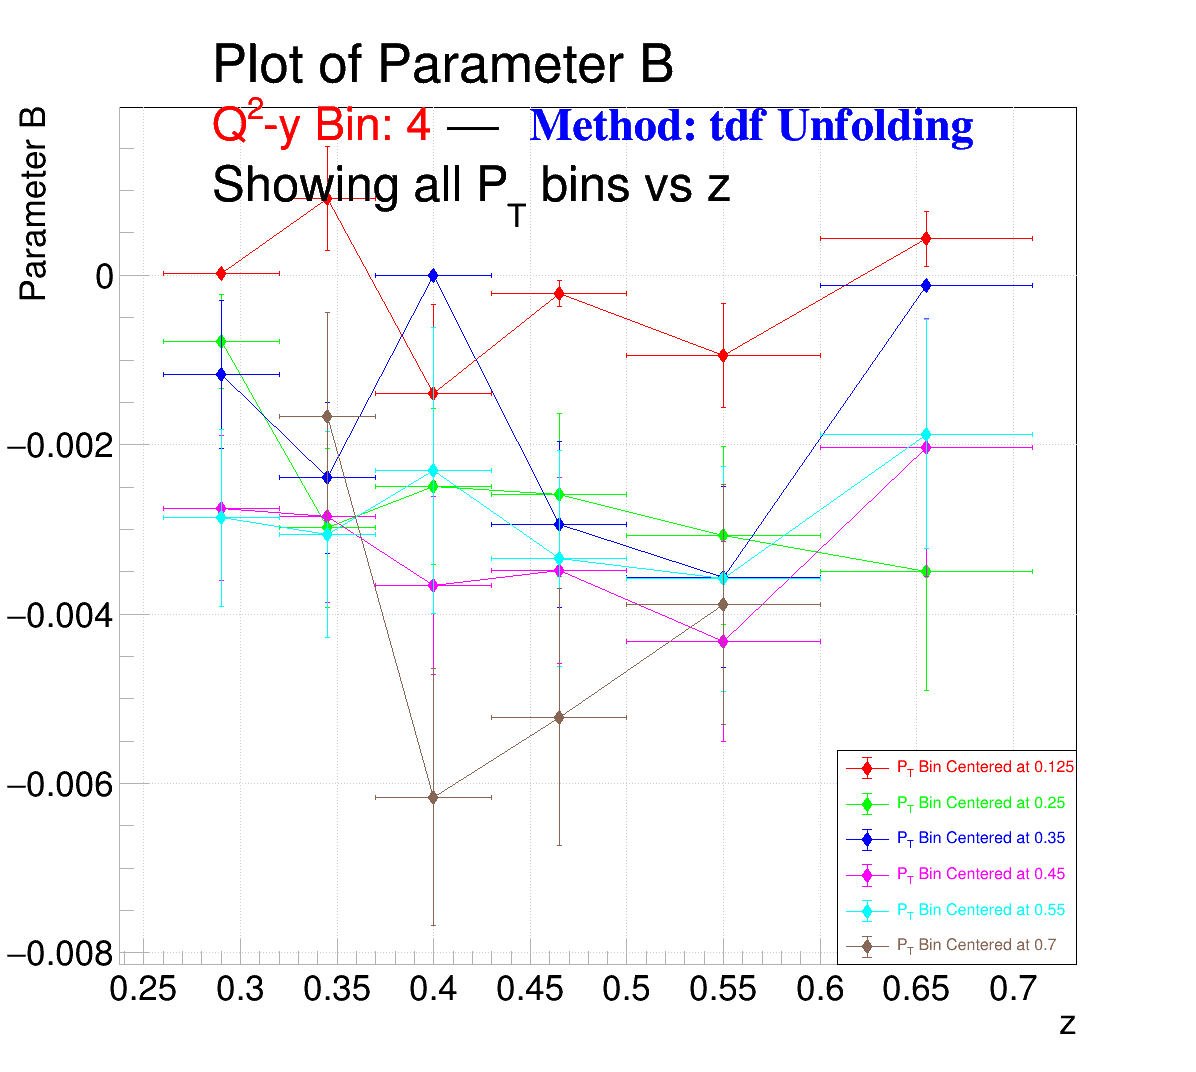 Plot of Parameter B
Q2-y Bin: 4 — Method: tdf Unfolding
Showing all PT bins vs z
Parameter B
0
−0.002
−0.004
−0.006
−0.008
PT Bin Centered at 0.125
PT Bin Centered at 0.25
PT Bin Centered at 0.35
PT Bin Centered at 0.45
PT Bin Centered at 0.55
PT Bin Centered at 0.7
0.25 0.3 0.35 0.4 0.45 0.5 0.55 0.6 0.65 0.7
z